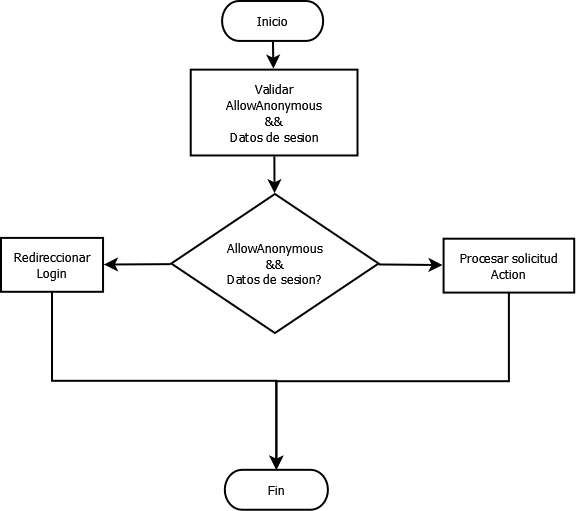 Inicio
Validar
AllowAnonymous
&&
Datos de sesion
AllowAnonymous
&&
Datos de sesion?
Redireccionar
Login
Procesar solicitud
Action
Fin